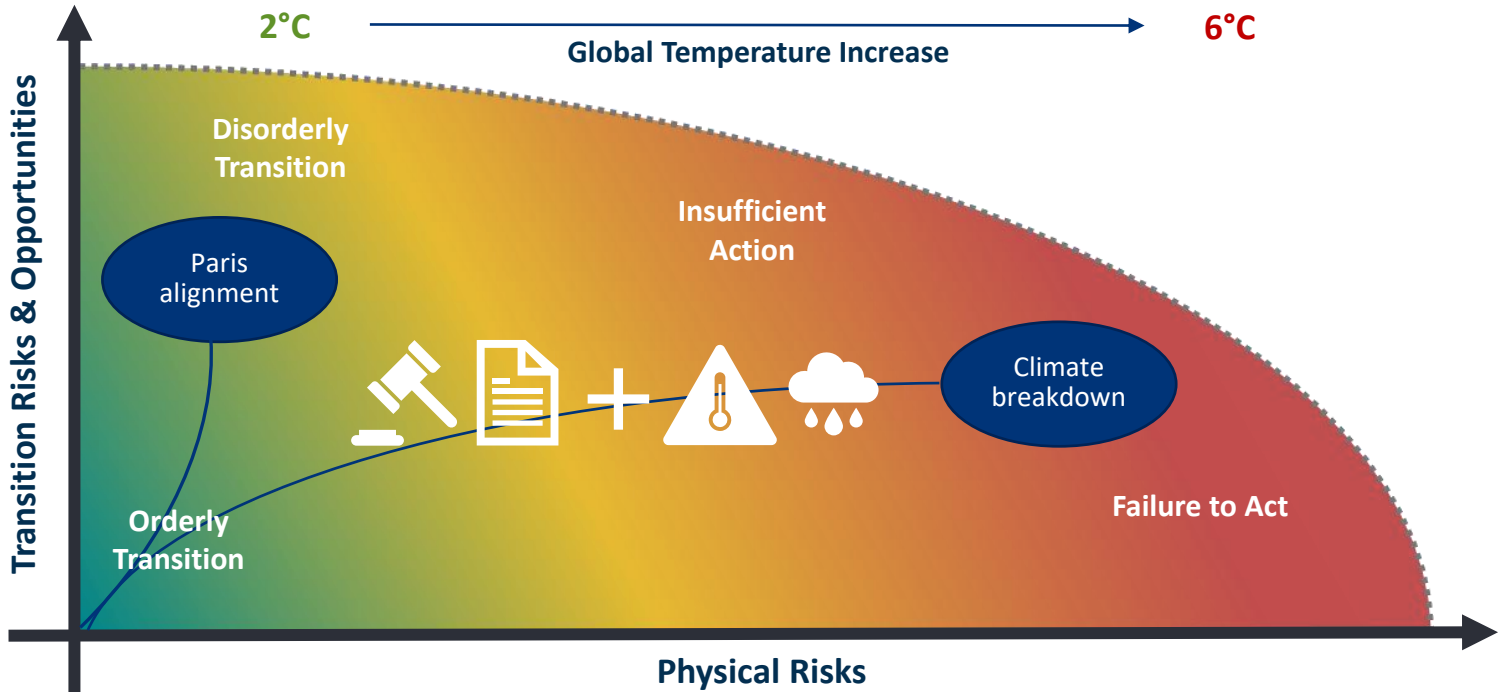 2°C
6°C
Global Temperature Increase
Transition Risks & Opportunities
Disorderly
Transition
Insufficient
Action
Paris
alignment
Climate
breakdown
Failure to Act
Orderly
Transition
Physical Risks